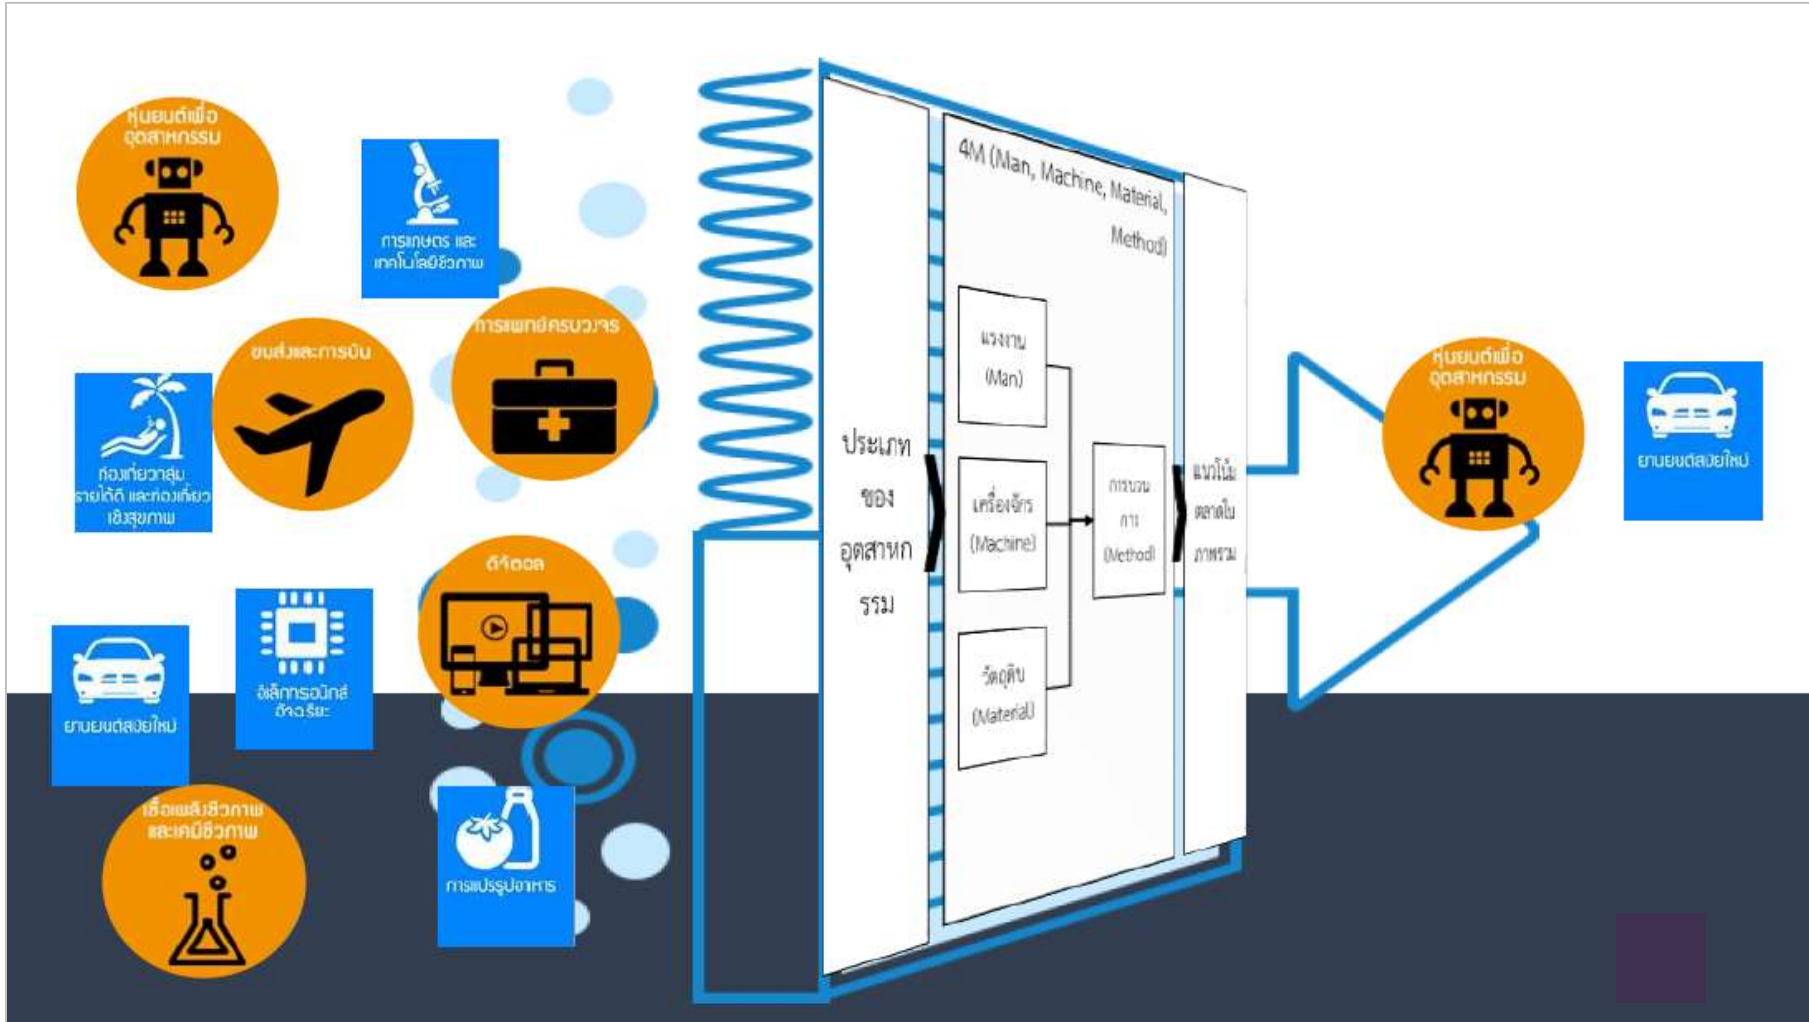 หุ่นยนต์เพื่อ
อุตสาหกรรม
การเกษตร และ
เทคโนโลยีชีวภาพ
ขนส่งและการบิน
การแพทย์ครบวงจร
ท่องเที่ยวกลุ่ม
รายได้ดี และท่องเที่ยว
เชิงสุขภาพ
ดิจิตอล
ยานยนต์สมัยใหม่
อิเล็กทรอนิกส์
อัจฉริยะ
เชื้อเพลิงชีวภาพ
และเคมีชีวภาพ
การแปรรูปอาหาร
ประเภท
ของ
อุตสาหก
รรม
4M (Man, Machine, Material,
Method)
แรงงาน
(Man)
เครื่องจักร
(Machine)
วัตถุดิบ
(Material)
การบวน
การ
(Method)
แนวโน้ม
ตลาดใน
ภาพรวม
หุ่นยนต์เพื่อ
อุตสาหกรรม
ยานยนต์สมัยใหม่